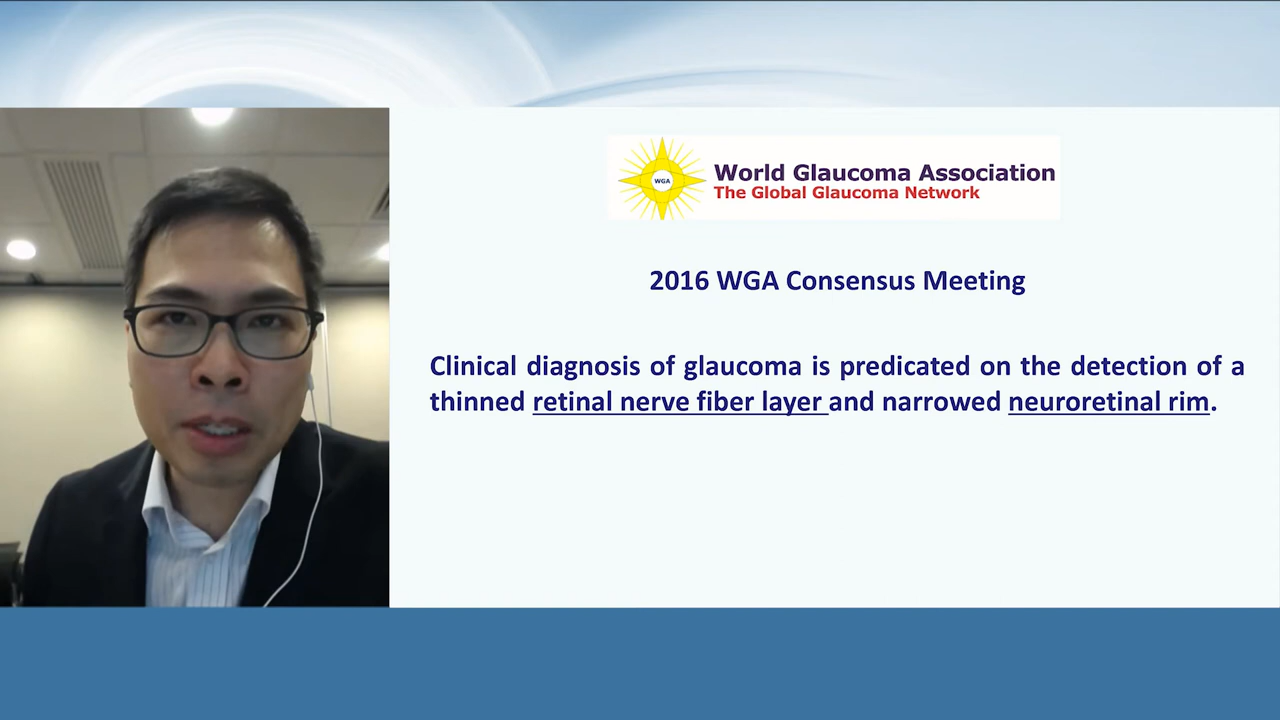 WGA
World Glaucoma Association
The Global Glaucoma Network
2016 WGA Consensus Meeting
Clinical diagnosis of glaucoma is predicated on the detection of a
thinned retinal nerve fiber layer and narrowed neuroretinal rim.